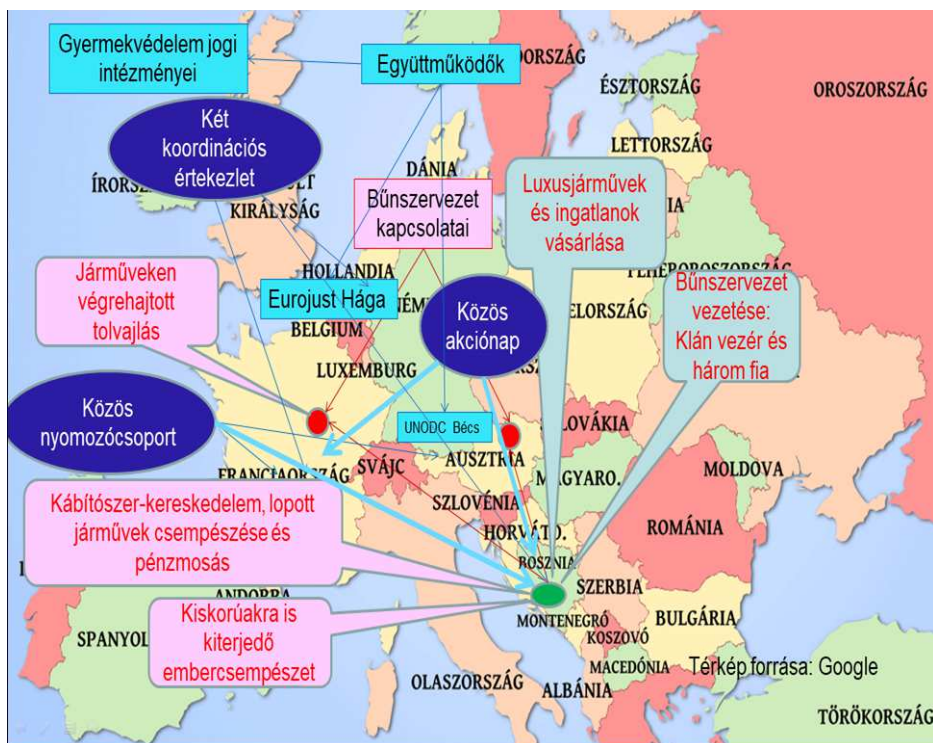 Gyermekvédelem jogi
intézményei
Együttműködők
Két
koordinációs
értekezlet
Bűnszervezet
kapcsolatai
Luxusjárművek
és ingatlanok
vásárlása
Bűnszervezet
vezetése:
Klán vezér és
három fia
Járműveken
végrehajtott
tolvajlás
Eurojust Hága
Közös
akciónap
Közös
nyomozócsoport
UNODC Bécs
Kábítószer-kereskedelem, lopott
járművek csempészése és
pénzmosás
Kiskorúakra is
kiterjedő
embercsempészet
Térkép forrása: Google
ÉSZTORSZÁG
OROSZORSZÁG
LETTORSZÁG
DÁNIA
KIRÁLYSÁG
HOLLANDIA
BELGIUM
LUXEMBURG
FRANCIAORSZÁG
SVÁJC
AUSZTRIA
MAGYARO.
MOLDOVA
ROMÁNIA
SZLOVÉNIA
HORVÁTO.
BOSZNIA
SZERBIA
MONTENEGRÓ
KOSZOVÓ
BULGÁRIA
MACEDÓNIA
ALBÁNIA
OLASZORSZÁG
ANDORRA
SPANYOL
TÖRÖKORSZÁG